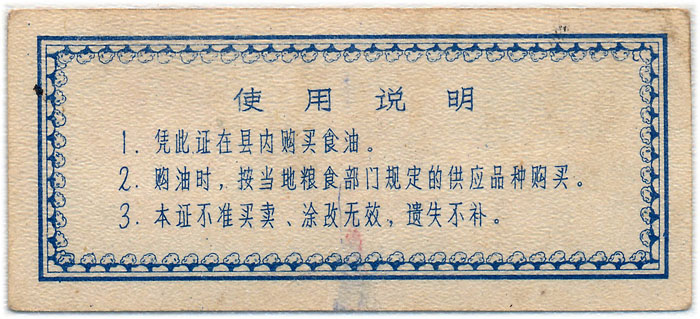 使用说明
1. 凭此证在县内购买食油。
2. 购油时，按当地粮食部门规定的供应品种购买。
3. 本证不准买卖、涂改无效，遗失不补。